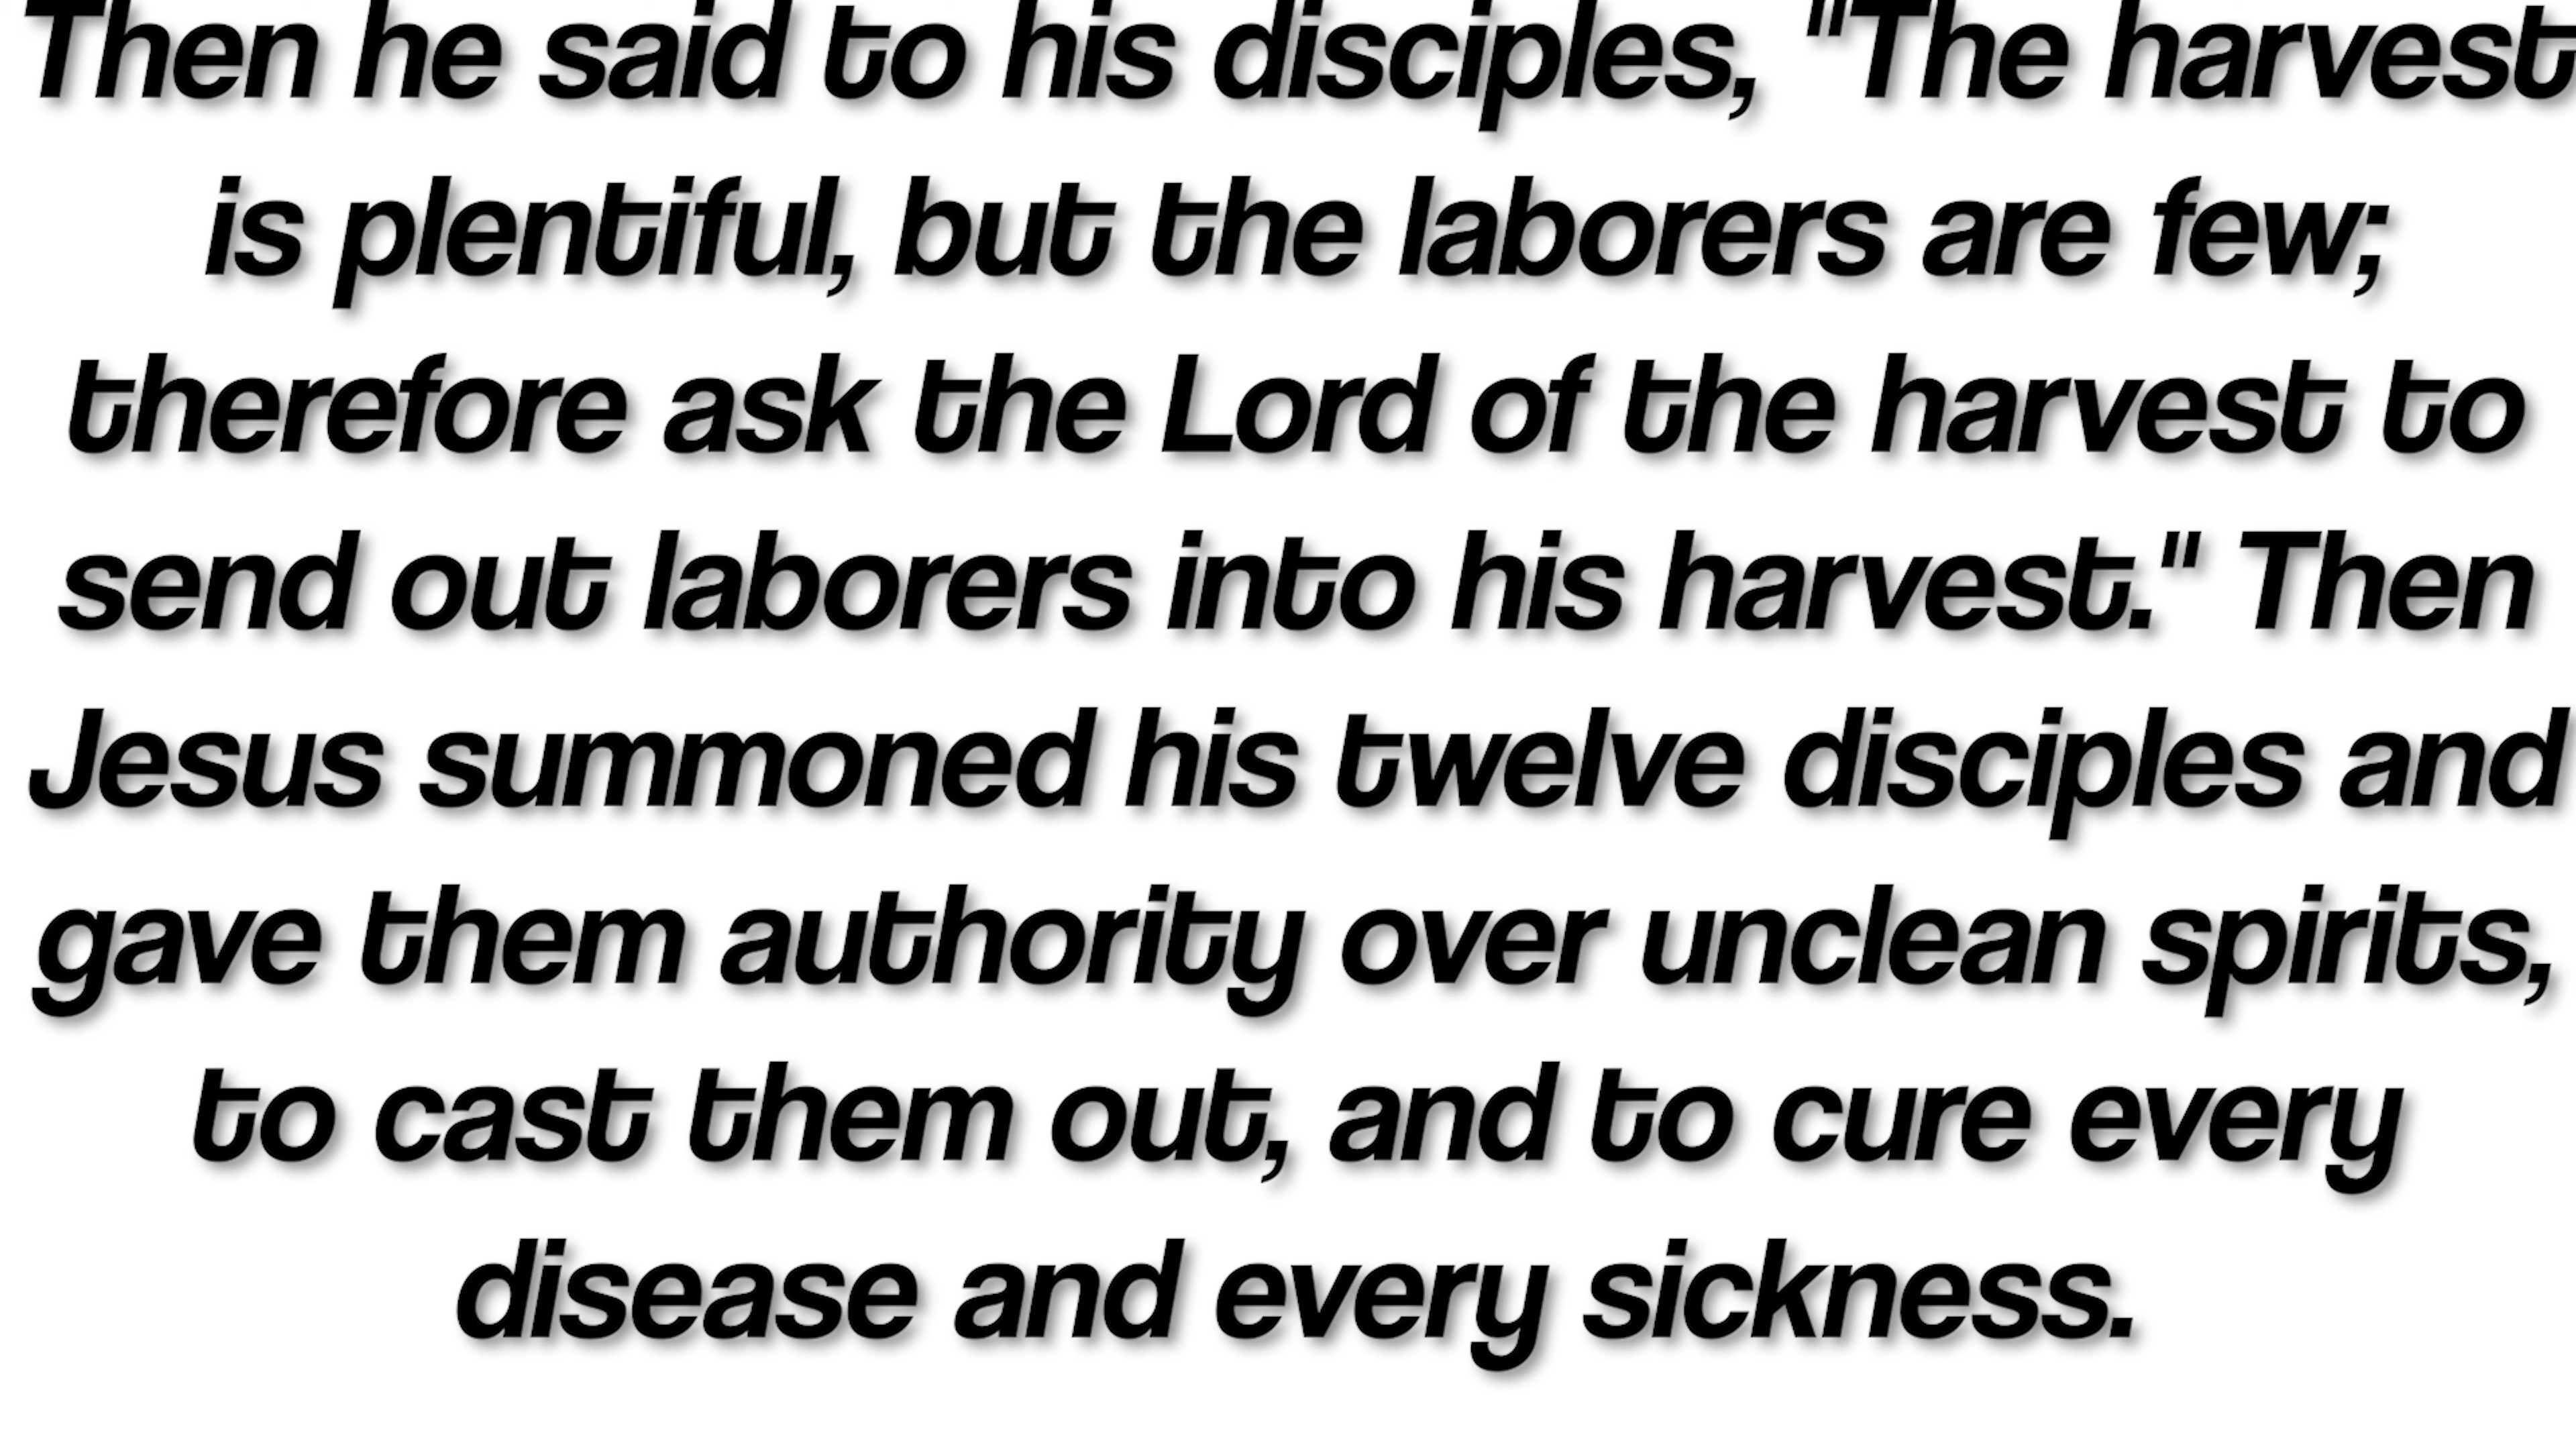 Then he said to his disciples, "The harvest
is plentiful, but the laborers are few;
therefore ask the Lord of the harvest to
send out laborers into his harvest." Then
Jesus summoned his twelve disciples and
gave them authority over unclean spirits,
to cast them out, and to cure every
disease and every sickness.